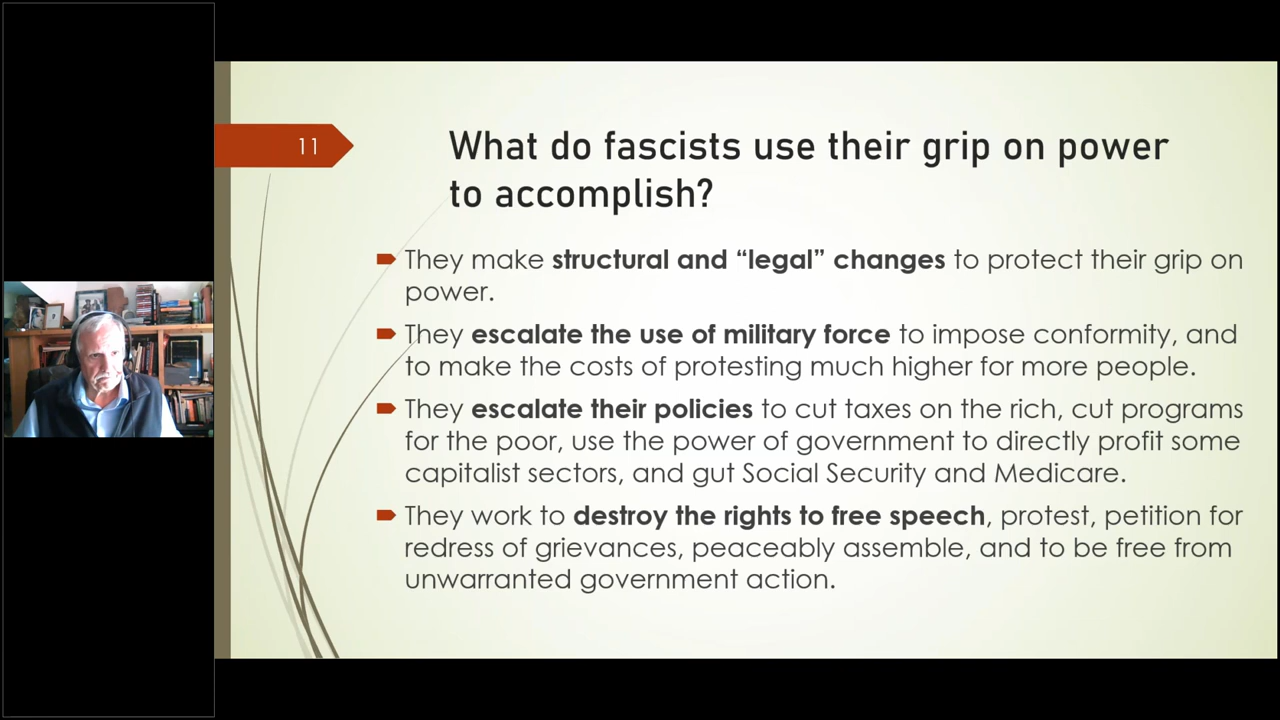 11
What do fascists use their grip on power
to accomplish?
They make structural and “legal” changes to protect their grip on
power.
They escalate the use of military force to impose conformity, and
to make the costs of protesting much higher for more people.
They escalate their policies to cut taxes on the rich, cut programs
for the poor, use the power of government to directly profit some
capitalist sectors, and gut Social Security and Medicare.
They work to destroy the rights to free speech, protest, petition for
redress of grievances, peaceably assemble, and to be free from
unwarranted government action.